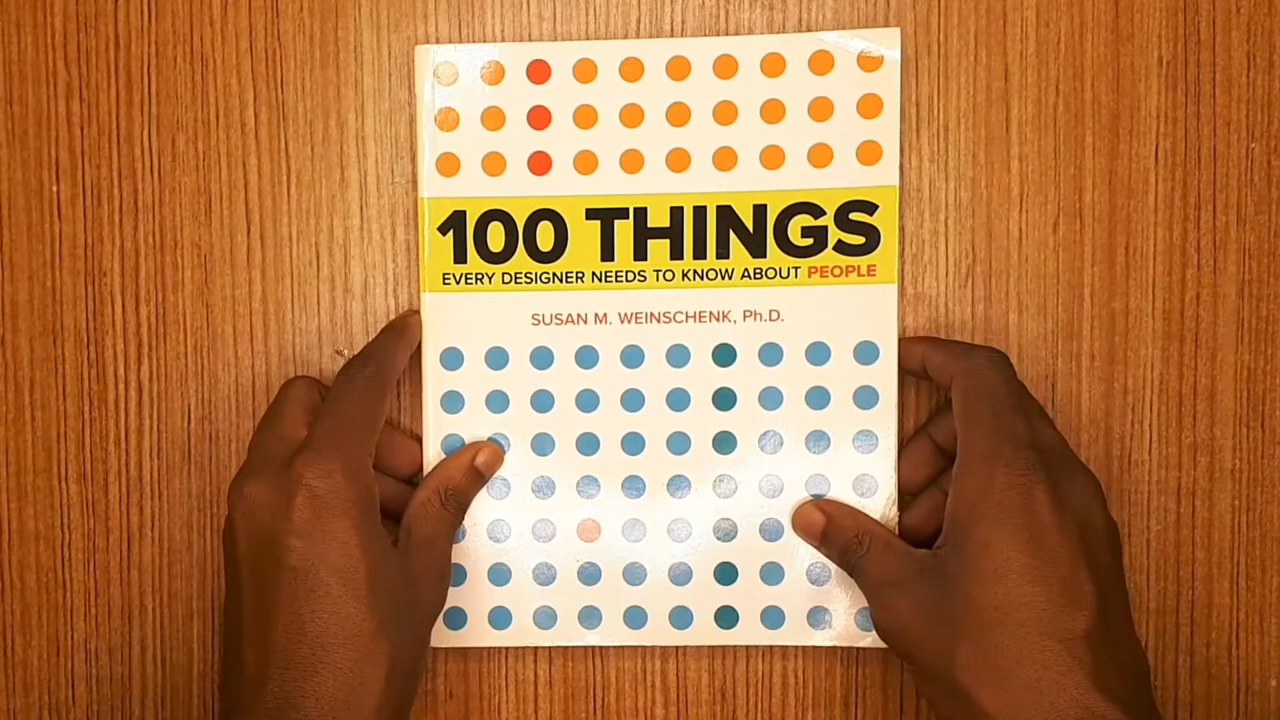 100 THINGS
EVERY DESIGNER NEEDS TO KNOW ABOUT PEOPLE
SUSAN M. WEINSCHENK, Ph.D.